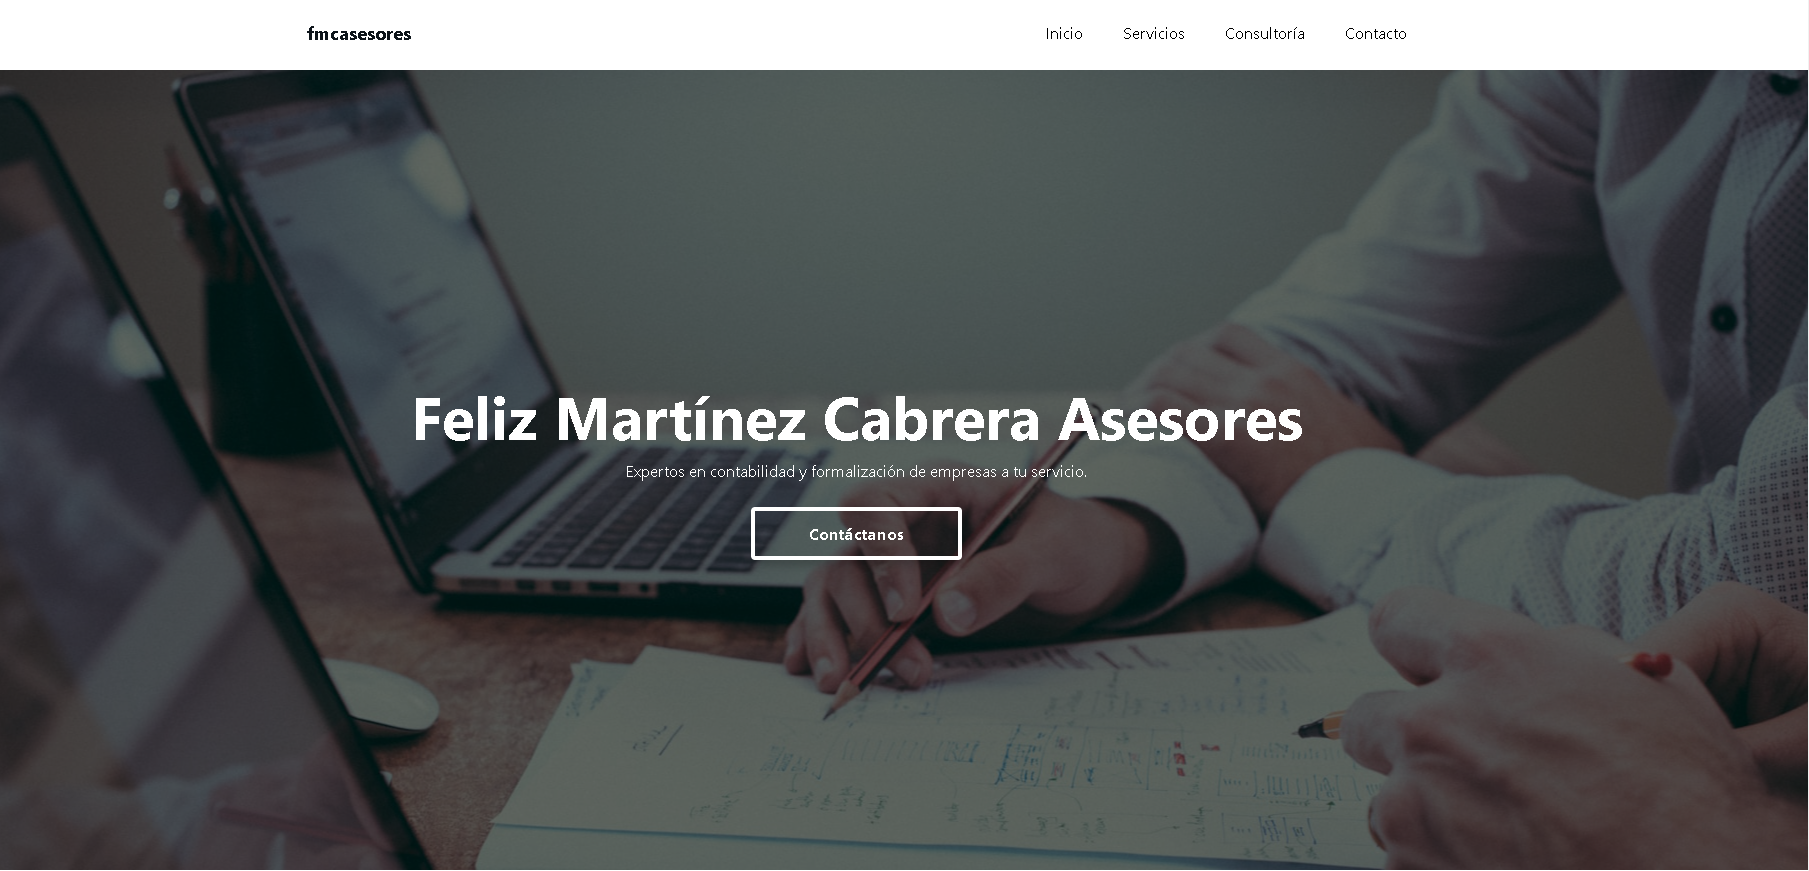 fmcasesores
Inicio Servicios Consultoría Contacto
Feliz Martínez Cabrera Asesores
Expertos en contabilidad y formalización de empresas a tu servicio.
Contáctanos